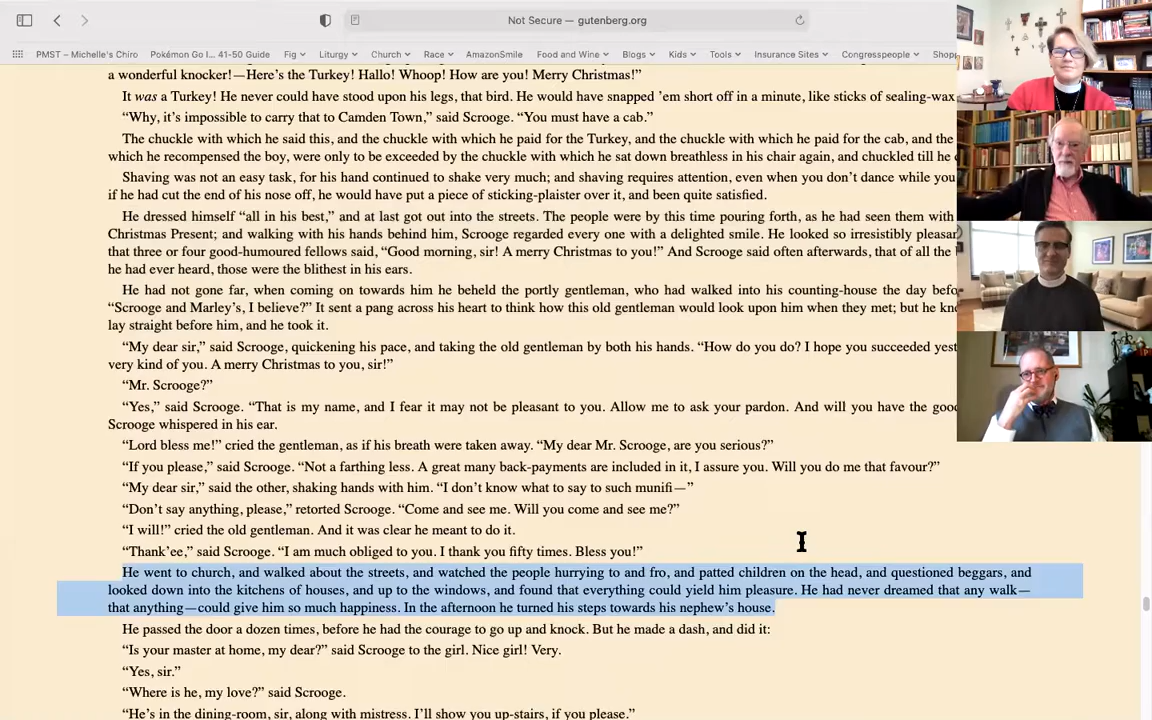 Not Secure — gutenberg.org
PMST – Michelle's Chiro Pokémon Go I... 41-50 Guide Fig Liturgy Church Race AmazonSmile Food and Wine Blogs Kids Tools Insurance Sites Congresspeople Shop
a wonderful knocker!—Here's the Turkey! Hallo! Whoop! How are you! Merry Christmas!”
It was a Turkey! He never could have stood upon his legs, that bird. He would have snapped ’em short off in a minute, like sticks of sealing-wax
“Why, it’s impossible to carry that to Camden Town,” said Scrooge. “You must have a cab.”
The chuckle with which he said this, and the chuckle with which he paid for the Turkey, and the chuckle with which he paid for the cab, and the
which he recompensed the boy, were only to be exceeded by the chuckle with which he sat down breathless in his chair again, and chuckled till he
Shaving was not an easy task, for his hand continued to shake very much; and shaving requires attention, even when you don’t dance while you
if he had cut the end of his nose off, he would have put a piece of sticking-plaister over it, and been quite satisfied.
He dressed himself “all in his best,” and at last got out into the streets. The people were by this time pouring forth, as he had seen them with
Christmas Present; and walking with his hands behind him, Scrooge regarded every one with a delighted smile. He looked so irresistibly pleasan
that three or four good-humoured fellows said, “Good morning, sir! A merry Christmas to you!” And Scrooge said often afterwards, that of all the
he had ever heard, those were the blithest in his ears.
He had not gone far, when coming on towards him he beheld the portly gentleman, who had walked into his counting-house the day befo
“Scrooge and Marley’s, I believe?” It sent a pang across his heart to think how this old gentleman would look upon him when they met; but he kn
lay straight before him, and he took it.
“My dear sir,” said Scrooge, quickening his pace, and taking the old gentleman by both his hands. “How do you do? I hope you succeeded yest
very kind of you. A merry Christmas to you, sir!”
“Mr. Scrooge?”
“Yes,” said Scrooge. “That is my name, and I fear it may not be pleasant to you. Allow me to ask your pardon. And will you have the goo
Scrooge whispered in his ear.
“Lord bless me!” cried the gentleman, as if his breath were taken away. “My dear Mr. Scrooge, are you serious?”
“If you please,” said Scrooge. “Not a farthing less. A great many back-payments are included in it, I assure you. Will you do me that favour?”
“My dear sir,” said the other, shaking hands with him. “I don’t know what to say to such munifi—”
“Don’t say anything, please,” retorted Scrooge. “Come and see me. Will you come and see me?”
“I will!” cried the old gentleman. And it was clear he meant to do it.
“Thank’ee,” said Scrooge. “I am much obliged to you. I thank you fifty times. Bless you!”
He went to church, and walked about the streets, and watched the people hurrying to and fro, and patted children on the head, and questioned beggars, and
looked down into the kitchens of houses, and up to the windows, and found that everything could yield him pleasure. He had never dreamed that any walk—
that anything—could give him so much happiness. In the afternoon he turned his steps towards his nephew’s house.
He passed the door a dozen times, before he had the courage to go up and knock. But he made a dash, and did it:
“Is your master at home, my dear?” said Scrooge to the girl. Nice girl! Very.
“Yes, sir.”
“Where is he, my love?” said Scrooge.
“He’s in the dining-room, sir, along with mistress. I’ll show you up-stairs, if you please.”